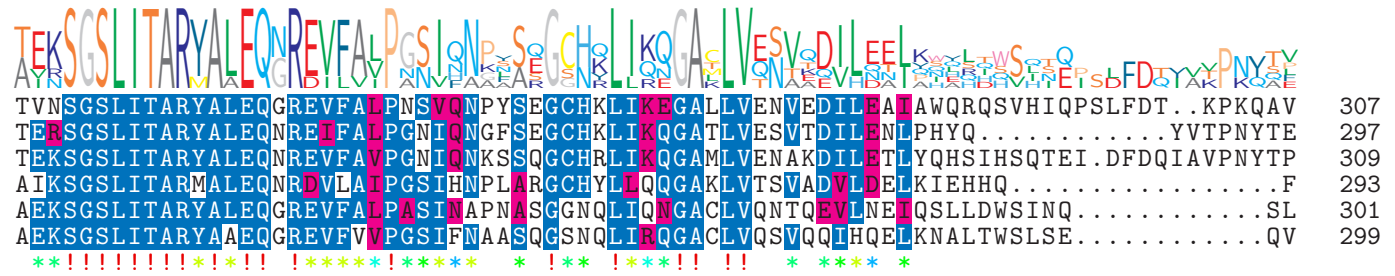 TVNSGSLITARYALEQGREVFALPNSVQNPYSEGCHKLIKEGALLVENVEDILEAIAWQRQSVHIQPSLFDT..KPKQAV 307
TERSGSLITARYALEQNREIFALPGNIQNGFSEGCHKLIKQGATLVESVTDILENLPHYQ............YVTPNYTE 297
TEKSGSLITARYALEQNREVFAVPGNIQNKSSQGCHRLIKQGAMLVENAKDILETLYQHSIHSQTEI.DFDQIAVPNYTP 309
AIKSGSLITARMALEQNRDVLAIPGSIHNPLARGCHYLLQQGAKLVTSVADVLDELKIEHHQ.................F 293
AEKSGSLITARYALEQGREVFALPASINAPNASGGNQLIQNGACLVQNTQEVLNEIQSLLDWSINQ............SL 301
AEKSGSLITARYAAEQGREVFVVPGSIFNAASQGSNQLIRQGACLVQSVQQIHQELKNALTWSLSE............QV 299
**!!!!!!!!*!*!! !*****!*** ** * !** !***!! !! * **** *